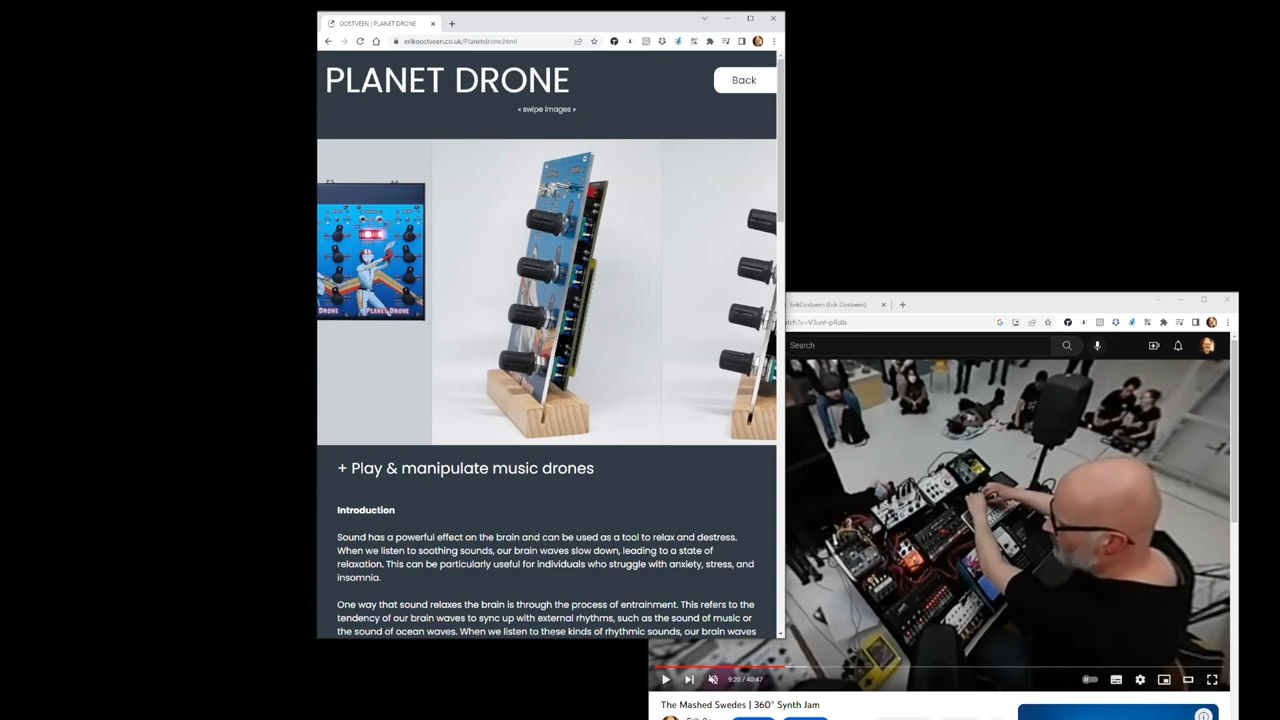 OOSTVEEN | PLANET DRONE
erikoostveen.co.uk/Planetdrone.html
PLANET DRONE
Back
« swipe images »
DRONE
PLANET DRONE
+ Play & manipulate music drones
Introduction
Sound has a powerful effect on the brain and can be used as a tool to relax and destress.
When we listen to soothing sounds, our brain waves slow down, leading to a state of
relaxation. This can be particularly useful for individuals who struggle with anxiety, stress, and
insomnia.
One way that sound relaxes the brain is through the process of entrainment. This refers to the
tendency of our brain waves to sync up with external rhythms, such as the sound of music or
the sound of ocean waves. When we listen to these kinds of rhythmic sounds, our brain waves
ErikOostveen (Erik Oostveen)
Search
9:20 / 40:47
The Mashed Swedes | 360° Synth Jam